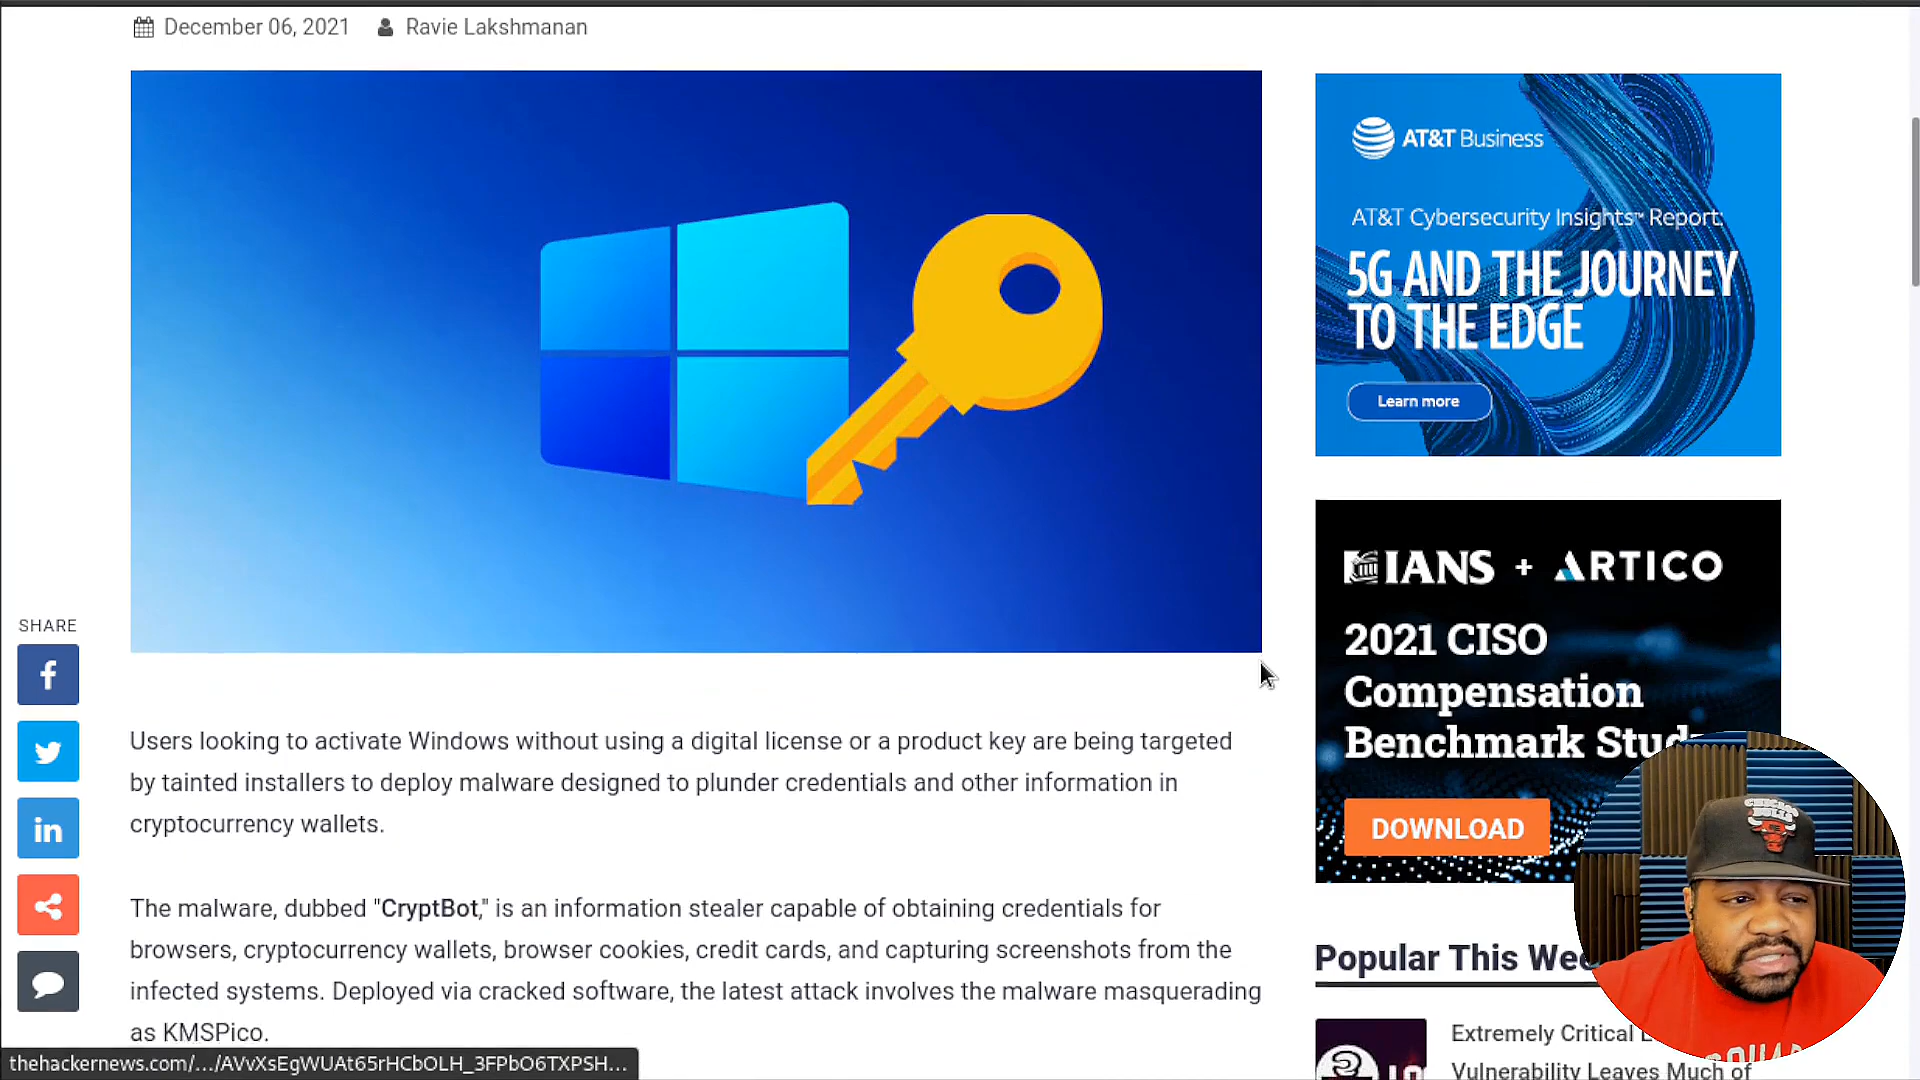 December 06, 2021 Ravie Lakshmanan
AT&T Business
AT&T Cybersecurity Insights™ Report:
5G AND THE JOURNEY
TO THE EDGE
Learn more
IANS + ARTICO
2021 CISO
Compensation
Benchmark Study
DOWNLOAD
SHARE
Users looking to activate Windows without using a digital license or a product key are being targeted
by tainted installers to deploy malware designed to plunder credentials and other information in
cryptocurrency wallets.
The malware, dubbed "CryptBot," is an information stealer capable of obtaining credentials for
browsers, cryptocurrency wallets, browser cookies, credit cards, and capturing screenshots from the
infected systems. Deployed via cracked software, the latest attack involves the malware masquerading
as KMSPico.
Popular This
Extremely Critical
Vulnerability Leaves Much of
CHICAGO
BULLS
thehackernews.com/.../AVvXsEgWUAt65rHCbOLH_3FPbO6TXPSH...